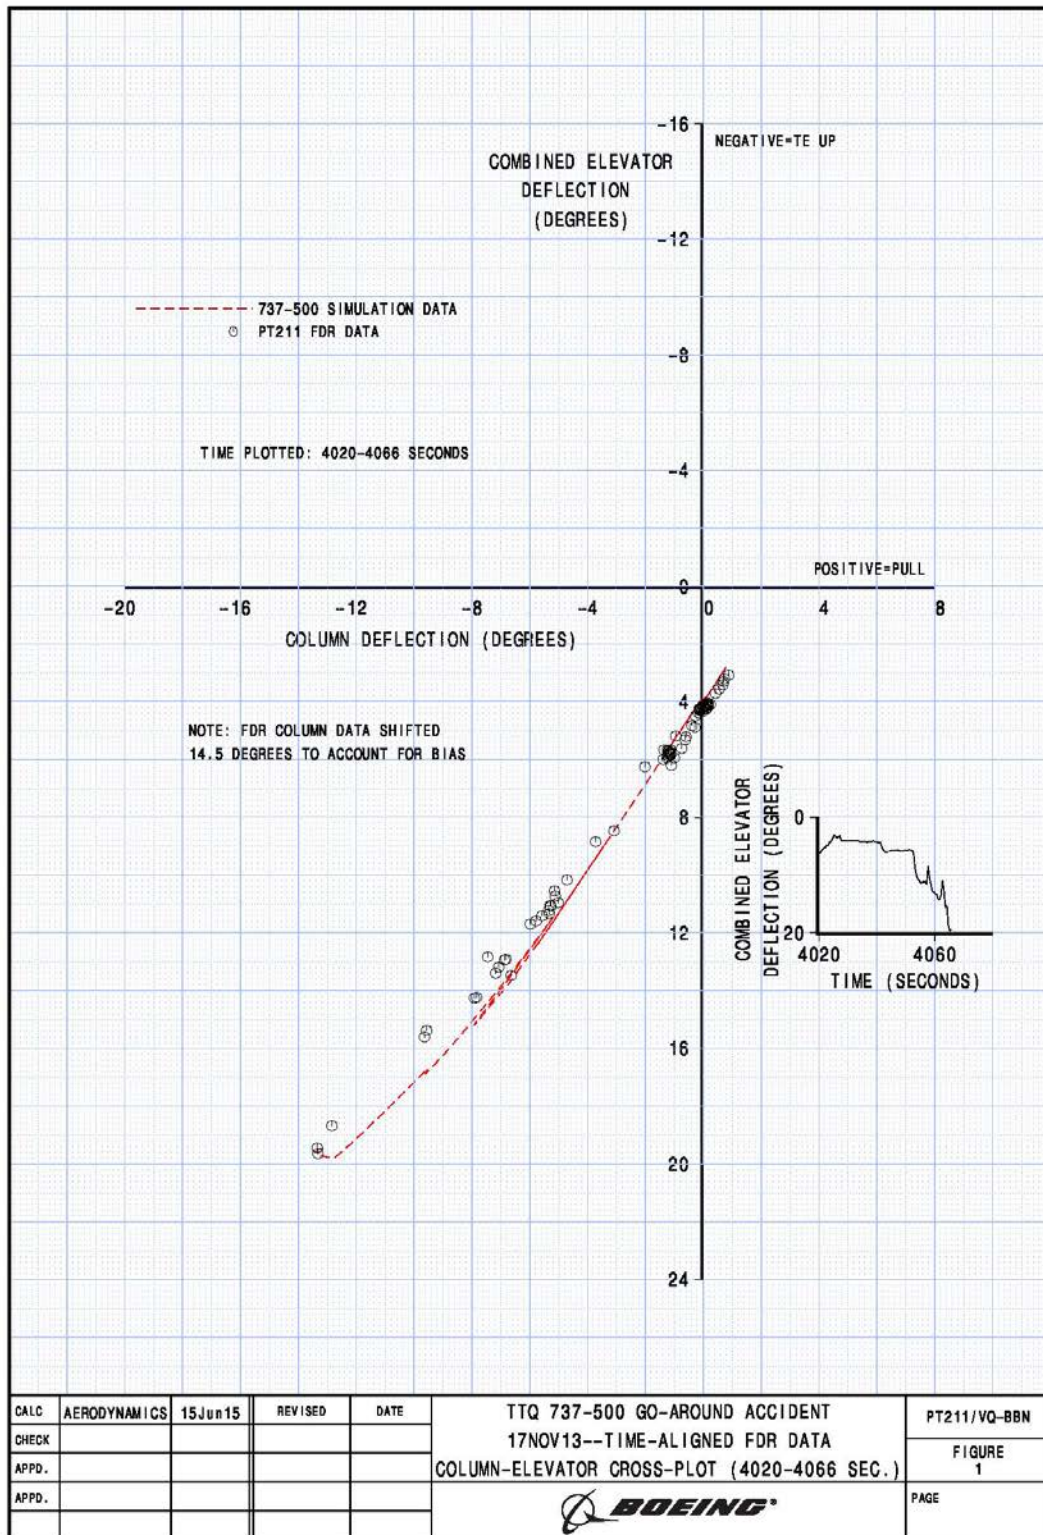 -16
NEGATIVE=TE UP
COMBINED ELEVATOR
DEFLECTION
(DEGREES)
-12
737-500 SIMULATION DATA
PT211 FDR DATA
-8
TIME PLOTTED: 4020-4066 SECONDS
-4
POSITIVE=PULL
0
-20 -16 -12 -8 -4 0 4 8
COLUMN DEFLECTION (DEGREES)
4
NOTE: FDR COLUMN DATA SHIFTED
14.5 DEGREES TO ACCOUNT FOR BIAS
8
12
16
20
24
COMBINED ELEVATOR
DEFLECTION (DEGREES)
0
20
4020 4060
TIME (SECONDS)
CALC AERODYNAMICS 15Jun15 REVISED DATE
CHECK
APPD.
APPD.
TTQ 737-500 GO-AROUND ACCIDENT
17NOV13--TIME-ALIGNED FDR DATA
COLUMN-ELEVATOR CROSS-PLOT (4020-4066 SEC.)
BOEING®
PT211/VQ-BBN
FIGURE
1
PAGE